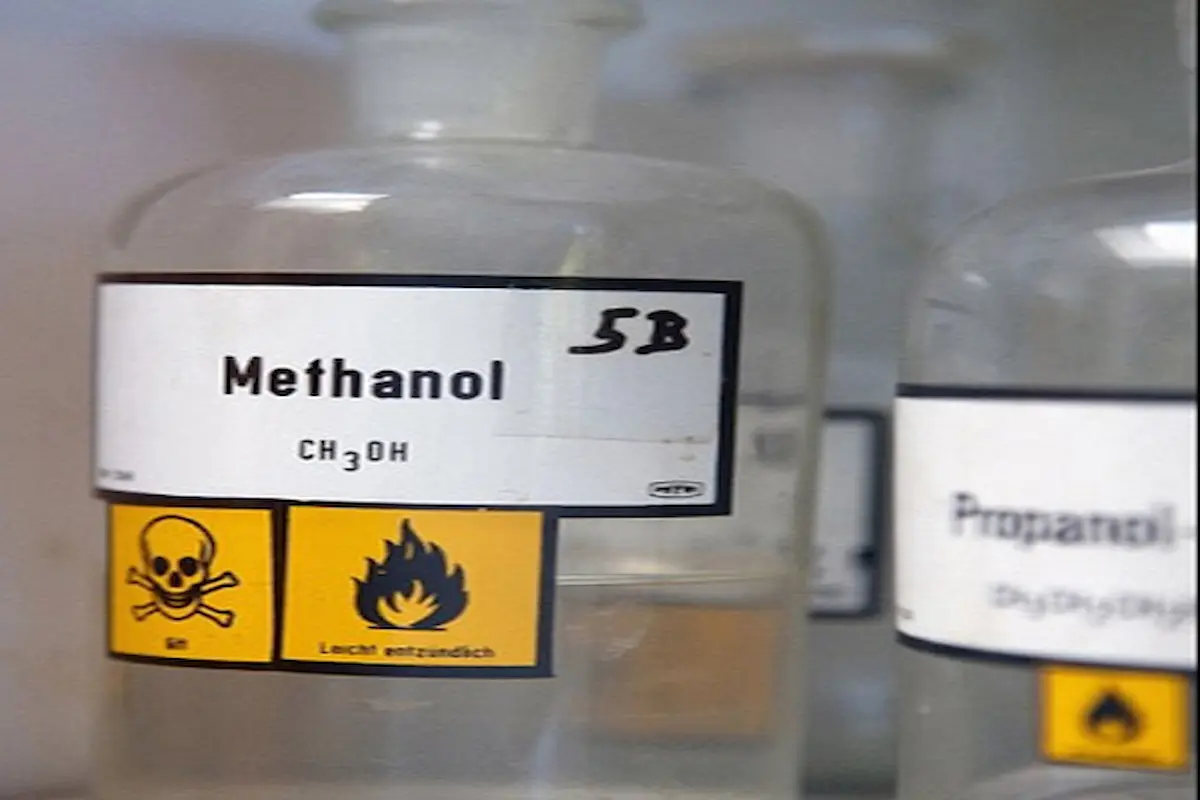 5B
Methanol
CH₃OH
Gift
Leicht entzündlich
Propanol-